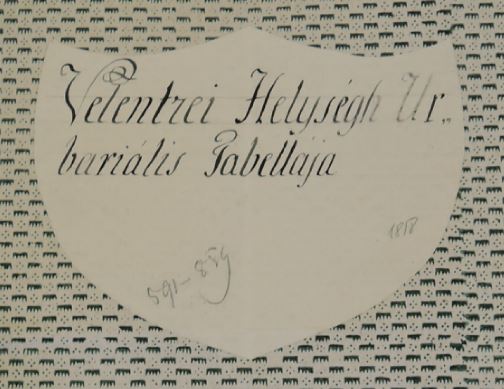 Velentzei Helységh Ur„
bariális Tabellája
1818
591-859